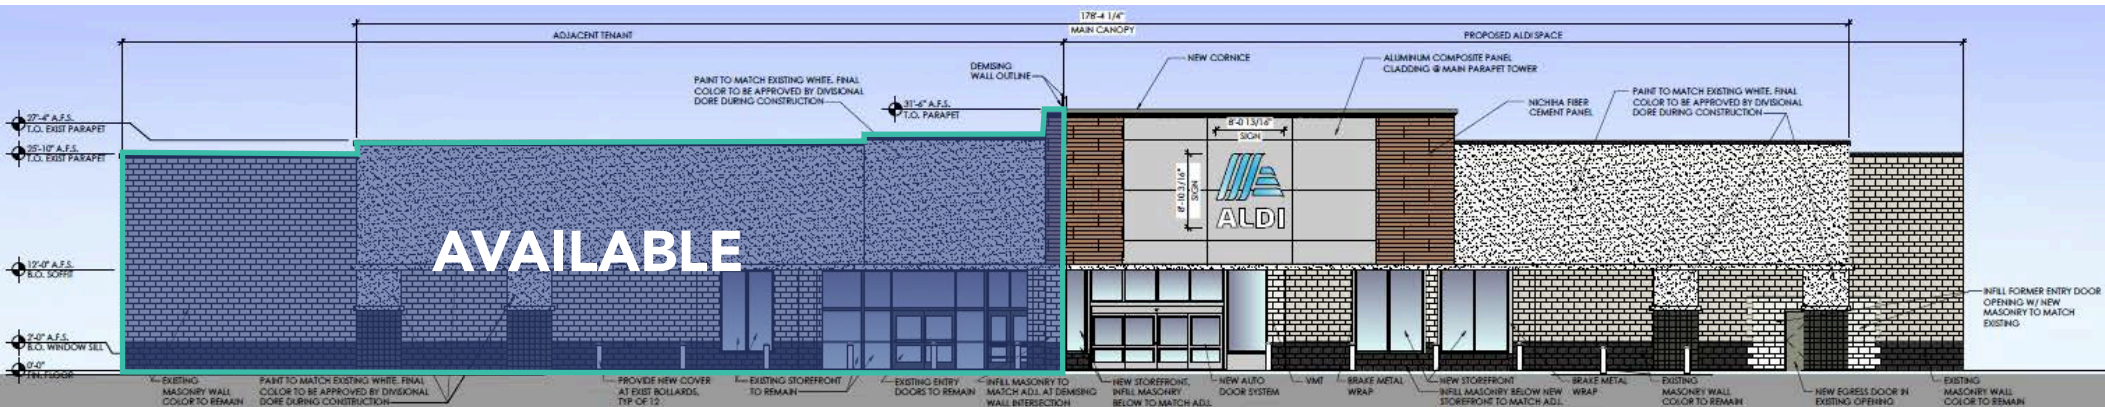 178'-4 1/4"
MAIN CANOPY
ADJACENT TENANT
PROPOSED ALDI SPACE
DEMISING
WALL OUTLINE
NEW CORNICE
ALUMINUM COMPOSITE PANEL
CLADDING @ MAIN PARAPET TOWER
PAINT TO MATCH EXISTING WHITE. FINAL
COLOR TO BE APPROVED BY DIVISIONAL
DORE DURING CONSTRUCTION
31'-6" A.F.S.
T.O. PARAPET
NICHIHA FIBER
CEMENT PANEL
PAINT TO MATCH EXISTING WHITE. FINAL
COLOR TO BE APPROVED BY DIVISIONAL
DORE DURING CONSTRUCTION
27'-4" A.F.S.
T.O. EXIST PARAPET
25'-10" A.F.S.
T.O. EXIST PARAPET
8'-0 13/16"
SIGN
8'-10 3/16"
SIGN
ALDI
AVAILABLE
12'-0" A.F.S.
B.O. SOFFIT
2'-0" A.F.S.
B.O. WINDOW SILL
0'-0"
FIN. FLOOR
INFILL FORMER ENTRY DOOR
OPENING W/ NEW
MASONRY TO MATCH
EXISTING
EXISTING
MASONRY WALL
COLOR TO REMAIN
PAINT TO MATCH EXISTING WHITE. FINAL
COLOR TO BE APPROVED BY DIVISIONAL
DORE DURING CONSTRUCTION
PROVIDE NEW COVER
AT EXIST BOLLARDS,
TYP OF 12
EXISTING STOREFRONT
TO REMAIN
EXISTING ENTRY
DOORS TO REMAIN
INFILL MASONRY TO
MATCH ADJ. AT DEMISING
WALL INTERSECTION
NEW STOREFRONT,
INFILL MASONRY
BELOW TO MATCH ADJ.
NEW AUTO
DOOR SYSTEM
VMT
BRAKE METAL
WRAP
NEW STOREFRONT
INFILL MASONRY BELOW NEW
STOREFRONT TO MATCH ADJ.
BRAKE METAL
WRAP
EXISTING
MASONRY WALL
COLOR TO REMAIN
NEW EGRESS DOOR IN
EXISTING OPENING
EXISTING
MASONRY WALL
COLOR TO REMAIN